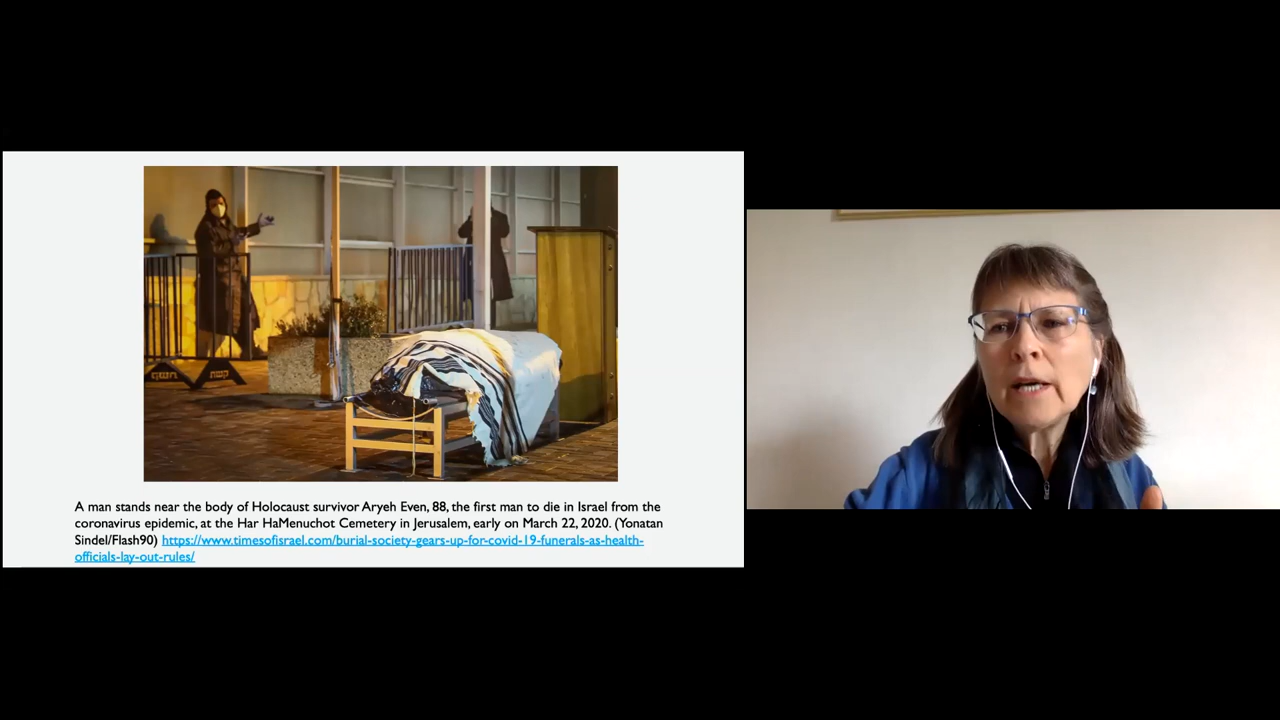 A man stands near the body of Holocaust survivor Aryeh Even, 88, the first man to die in Israel from the
coronavirus epidemic, at the Har HaMenuchot Cemetery in Jerusalem, early on March 22, 2020. (Yonatan
Sindel/Flash90) https://www.timesofisrael.com/burial-society-gears-up-for-covid-19-funerals-as-health-
officials-lay-out-rules/